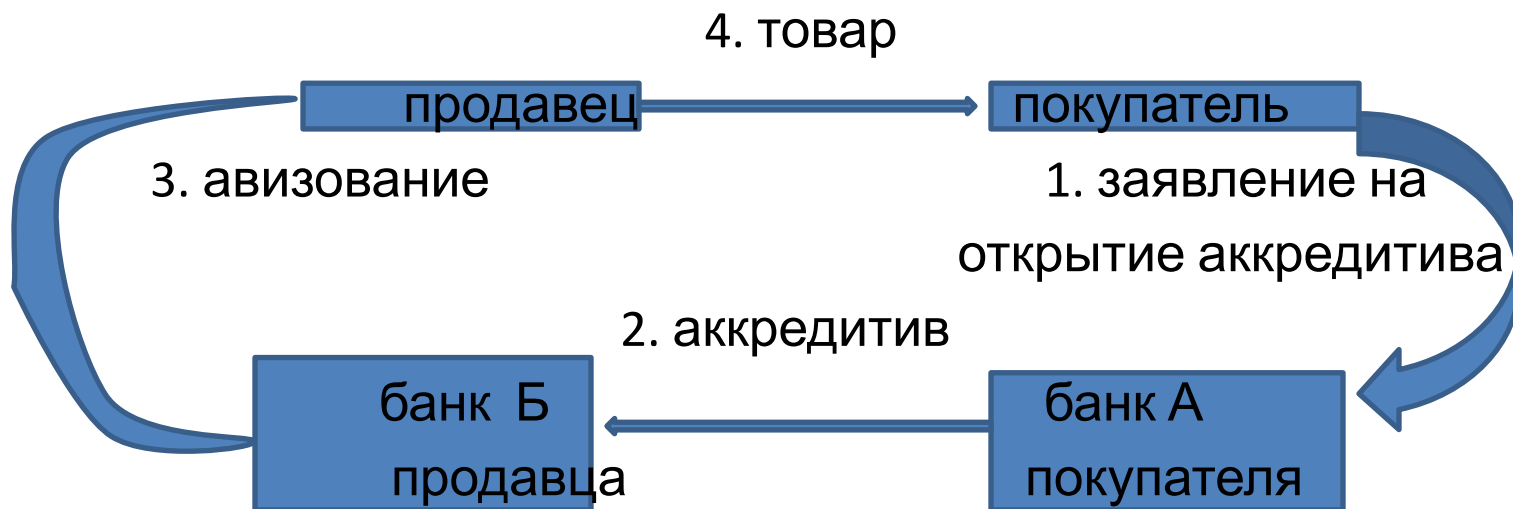 4. товар
продавец
покупатель
3. авизование
1. заявление на
открытие аккредитива
2. аккредитив
банк Б
продавца
банк А
покупателя